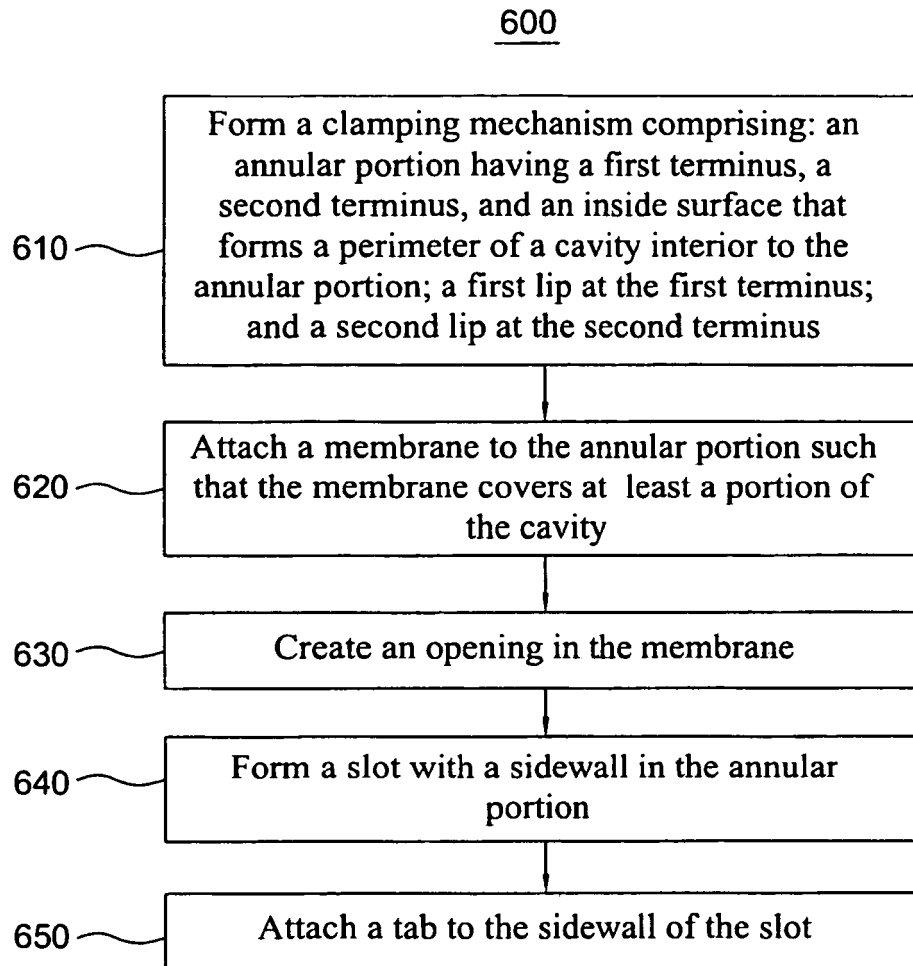 600
610
Form a clamping mechanism comprising: an
annular portion having a first terminus, a
second terminus, and an inside surface that
forms a perimeter of a cavity interior to the
annular portion; a first lip at the first terminus;
and a second lip at the second terminus
620
Attach a membrane to the annular portion such
that the membrane covers at least a portion of
the cavity
630
Create an opening in the membrane
640
Form a slot with a sidewall in the annular
portion
650
Attach a tab to the sidewall of the slot